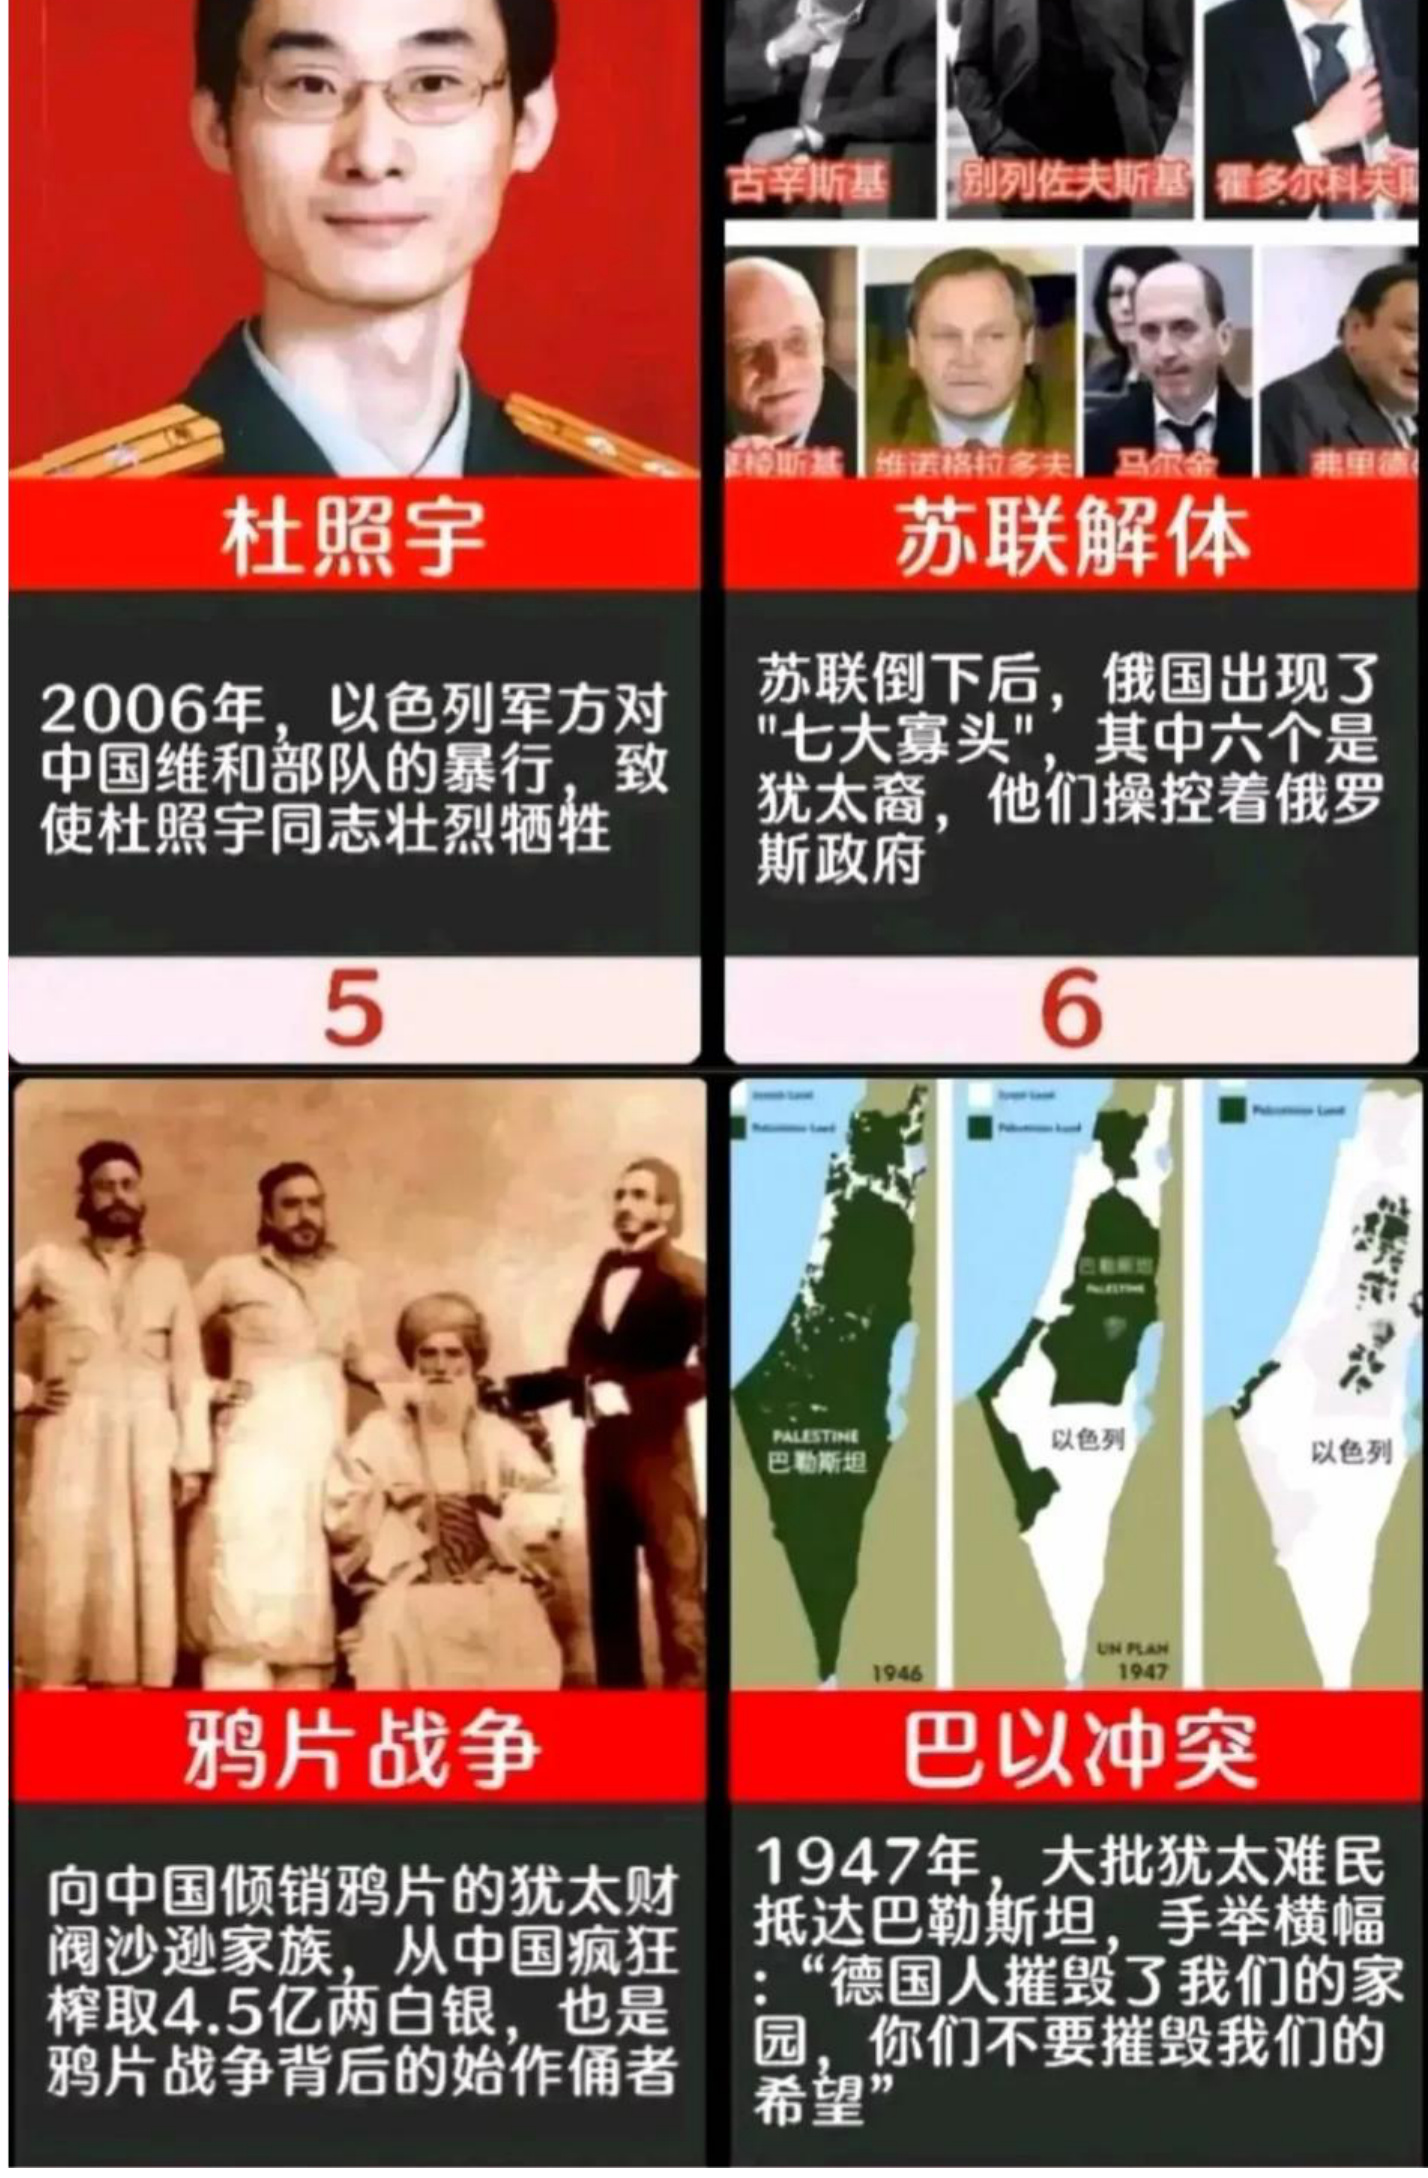 古辛斯基
别列佐夫斯基
霍多尔科夫斯
维诺格拉多夫
马尔金
弗里德
杜照宇
2006年，以色列军方对
中国维和部队的暴行，致
使杜照宇同志壮烈牺牲
5
苏联解体
苏联倒下后，俄国出现了
"七大寡头"，其中六个是
犹太裔，他们操控着俄罗
斯政府
6
鸦片战争
向中国倾销鸦片的犹太财
阀沙逊家族，从中国疯狂
榨取4.5亿两白银，也是
鸦片战争背后的始作俑者
Jewish Land
Palestinian Land
PALESTINE
巴勒斯坦
1946
Jewish Land
Palestinian Land
巴勒斯坦
PALESTINE
以色列
UN PLAN
1947
Palestinian Land
以色列
巴以冲突
1947年，大批犹太难民
抵达巴勒斯坦，手举横幅
：“德国人摧毁了我们的家
园，你们不要摧毁我们的
希望”